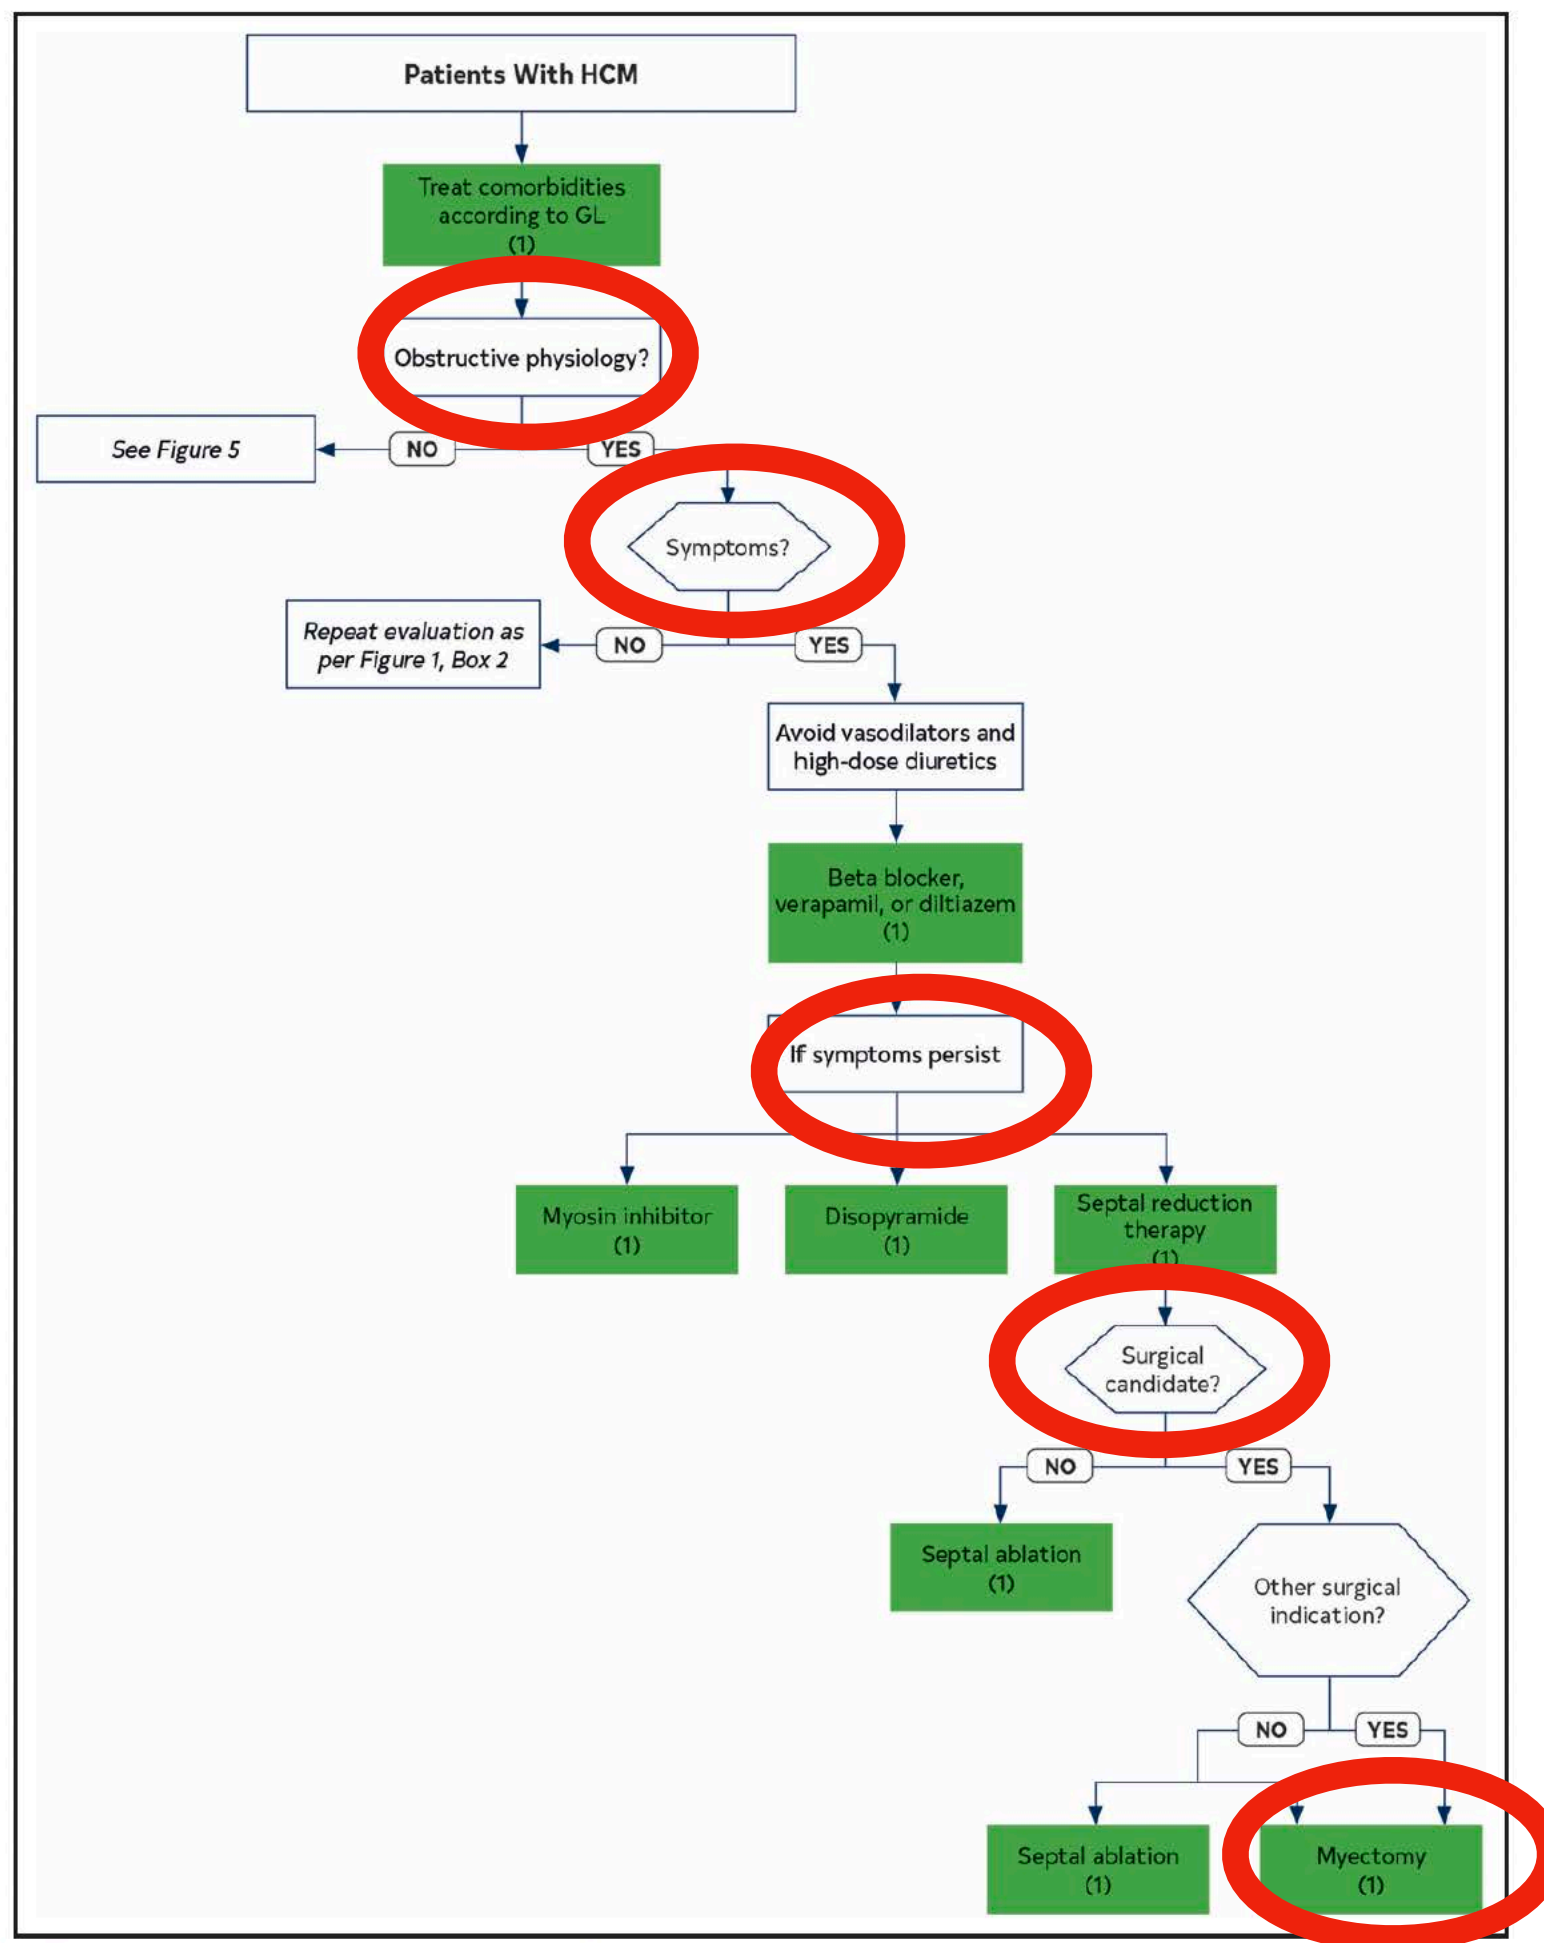 Patients With HCM
Treat comorbidities
according to GL
(1)
Obstructive physiology?
See Figure 5
NO
YES
Symptoms?
Repeat evaluation as
per Figure 1, Box 2
NO
YES
Avoid vasodilators and
high-dose diuretics
Beta blocker,
verapamil, or diltiazem
(1)
If symptoms persist
Myosin inhibitor
(1)
Disopyramide
(1)
Septal reduction
therapy
(1)
Surgical
candidate?
NO
YES
Septal ablation
(1)
Other surgical
indication?
NO
YES
Septal ablation
(1)
Myectomy
(1)